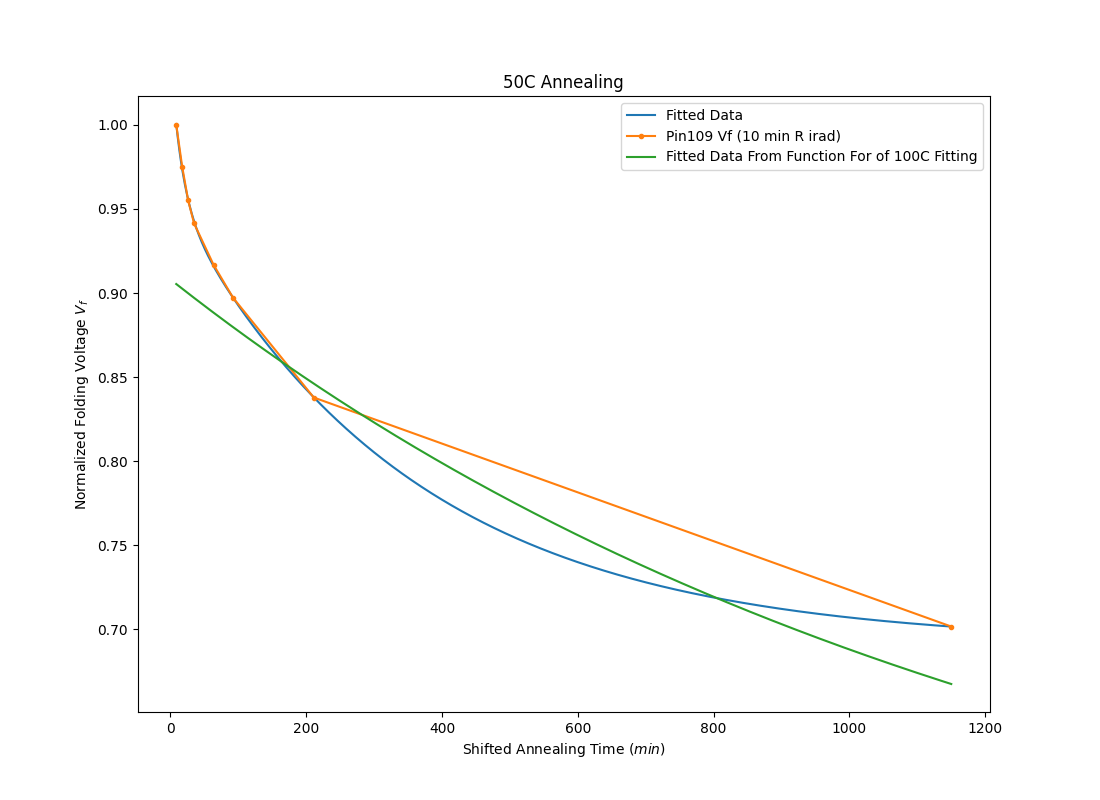 50C Annealing
Fitted Data
Pin109 Vf (10 min R irad)
Fitted Data From Function For of 100C Fitting
1.00
0.95
0.90
0.85
0.80
0.75
0.70
Normalized Folding Voltage V_f
0 200 400 600 800 1000 1200
Shifted Annealing Time (min)